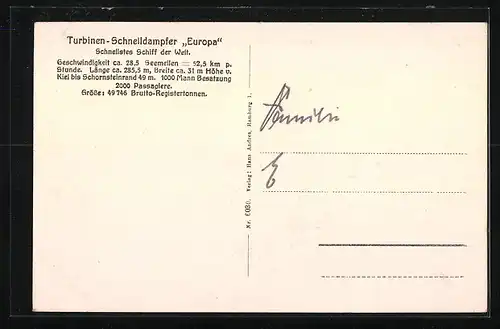 Turbinen-Schnelldampfer „Europa“
Schnellstes Schiff der Welt.
Geschwindigkeit ca. 28,5 Seemeilen = 52,5 km p.
Stunde. Länge ca. 285,5 m, Breite ca. 31 m Höhe v.
Kiel bis Schornsteinrand 49 m. 1000 Mann Besatzung
2000 Passagiere.
Größe: 49746 Brutto-Registertonnen.
Nr. 6080. Verlag: Hans Andres, Hamburg 1.
Familie